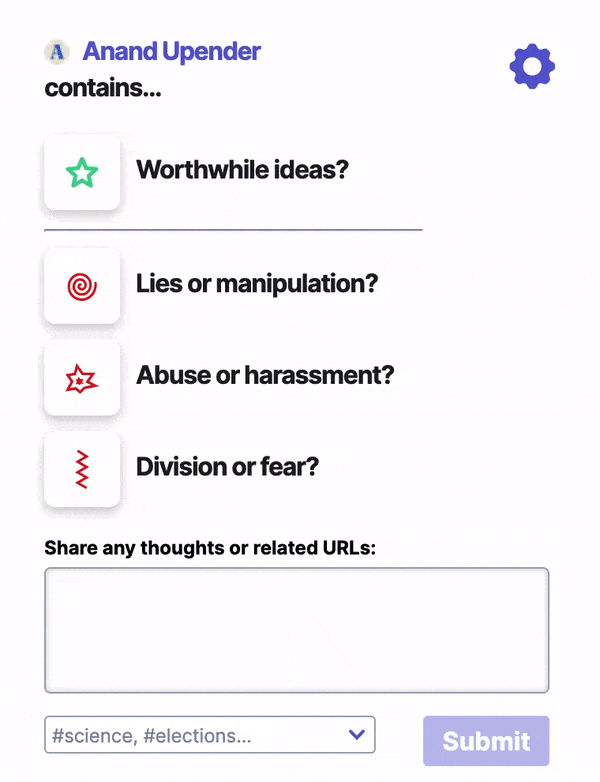 A Anand Upender
contains...
Worthwhile ideas?
Lies or manipulation?
Abuse or harassment?
Division or fear?
Share any thoughts or related URLs:
#science, #elections...
Submit